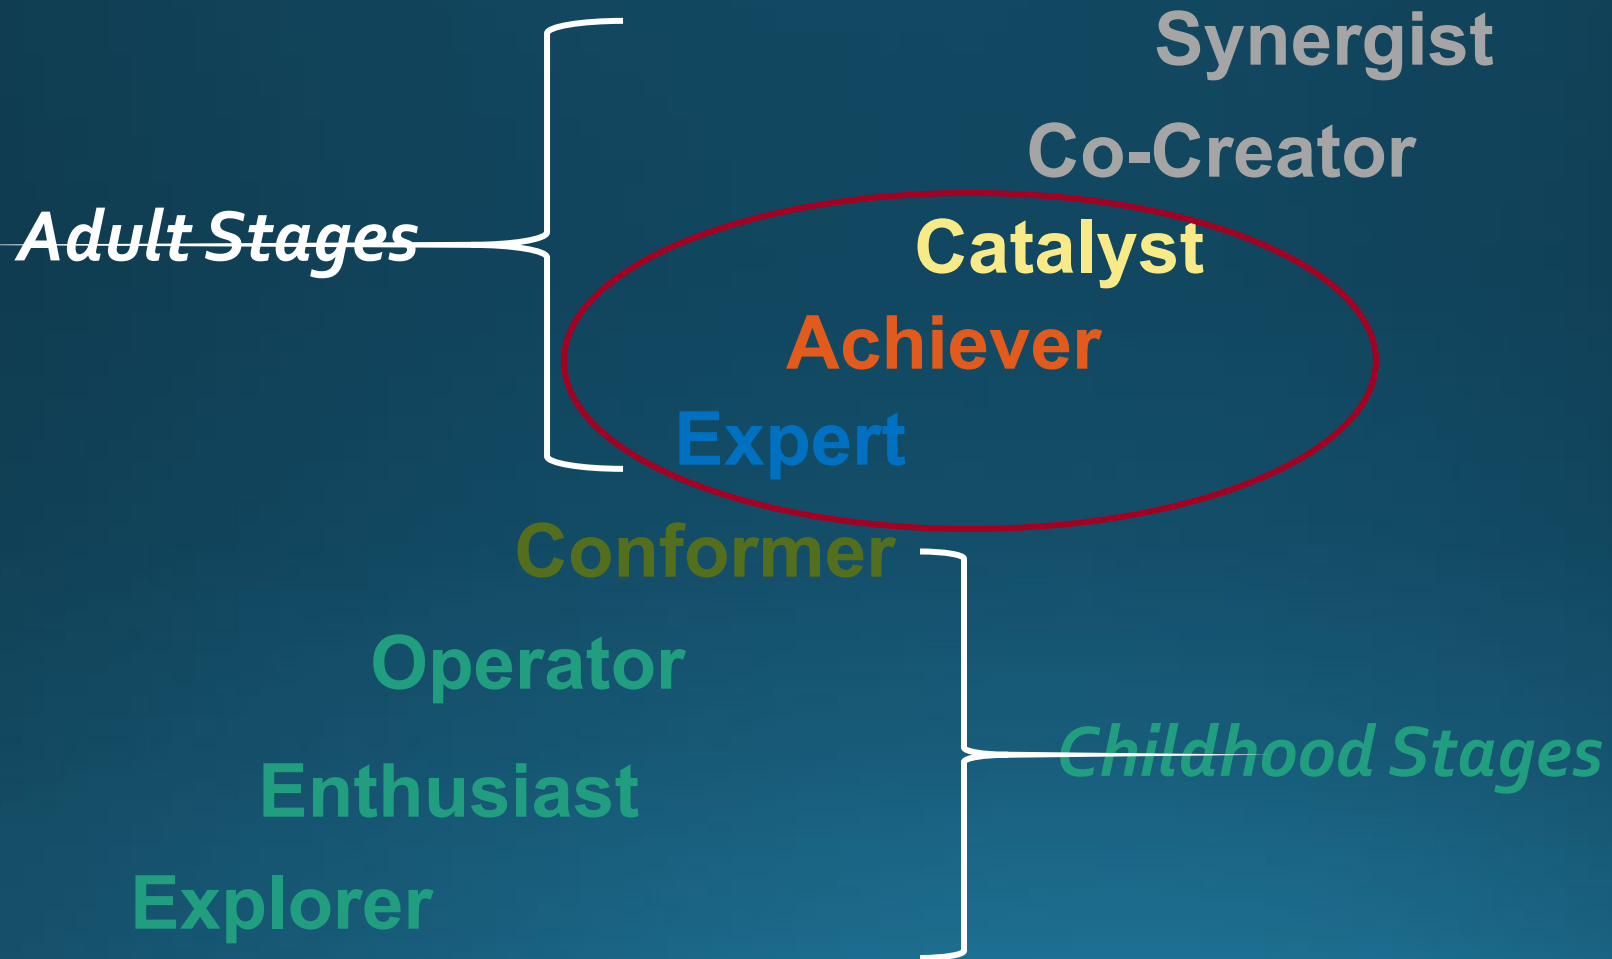 Synergist
Co-Creator
Adult Stages
Catalyst
Achiever
Expert
Conformer
Operator
Childhood Stages
Enthusiast
Explorer